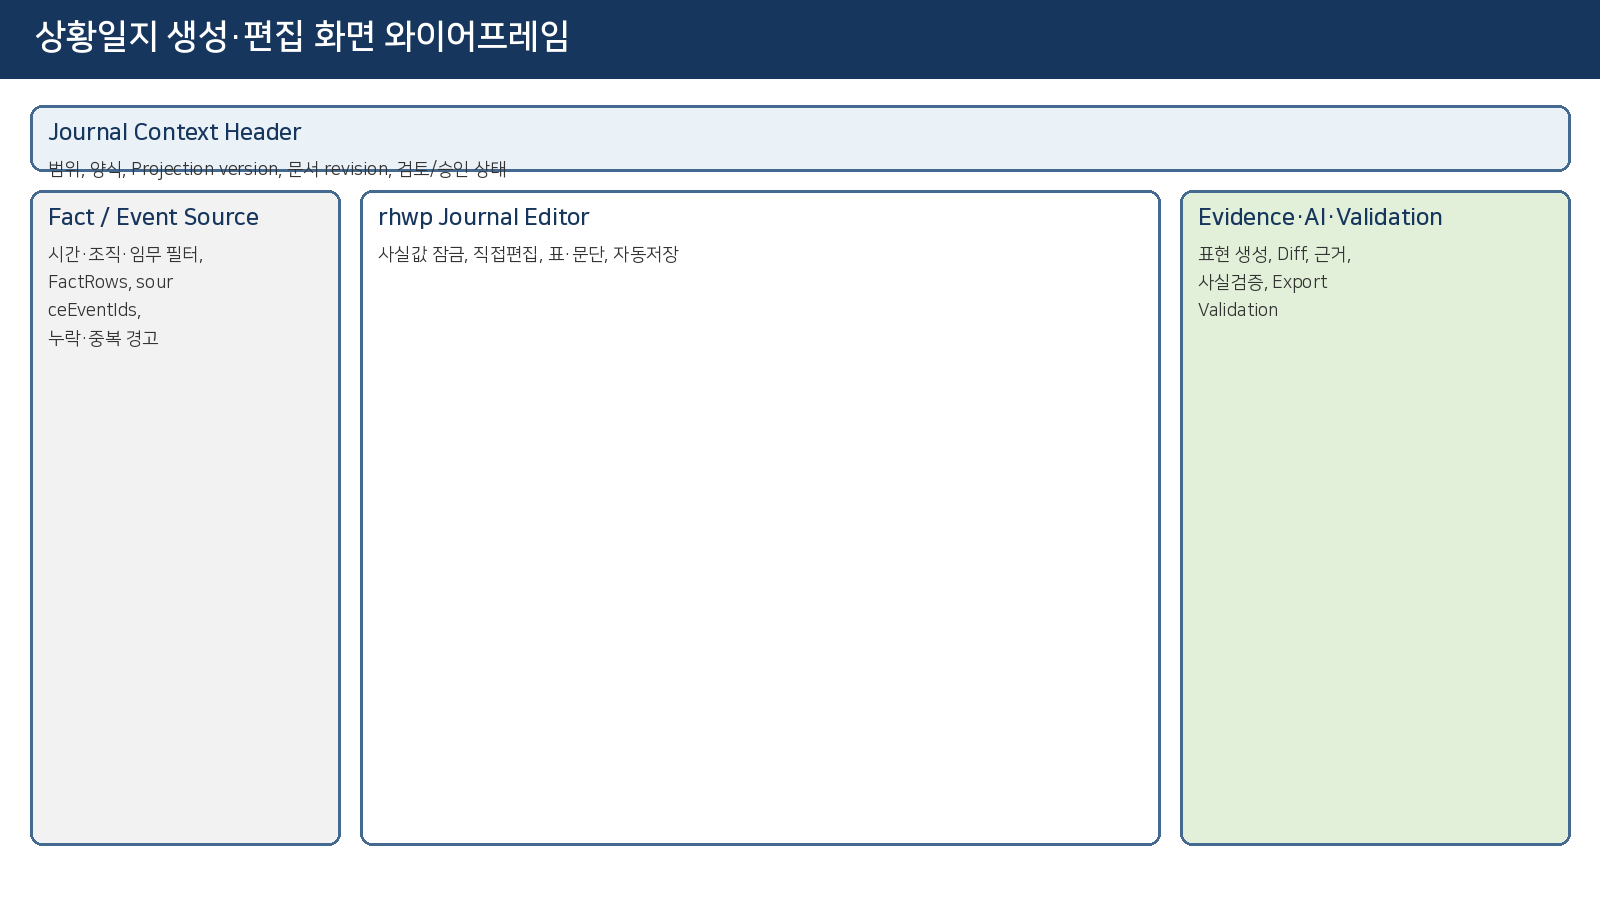 상황일지 생성·편집 화면 와이어프레임
Journal Context Header
범위, 양식, Projection version, 문서 revision, 검토/승인 상태
Fact / Event Source
시간·조직·임무 필터,
FactRows, sour
ceEventIds,
누락·중복 경고
rhwp Journal Editor
사실값 잠금, 직접편집, 표·문단, 자동저장
Evidence·AI·Validation
표현 생성, Diff, 근거,
사실검증, Export
Validation